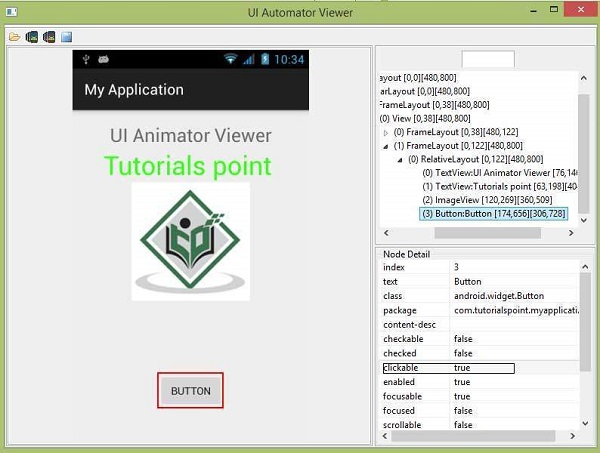 UI Automator Viewer
10:34
My Application
UI Animator Viewer
Tutorials point
BUTTON
ayout [0,0][480,800]
arLayout [0,0][480,800]
FrameLayout [0,38][480,800]
(0) View [0,38][480,800]
(0) FrameLayout [0,38][480,122]
(1) FrameLayout [0,122][480,800]
(0) RelativeLayout [0,122][480,800]
(0) TextView:UI Animator Viewer [76,146
(1) TextView:Tutorials point [63,198][404
(2) ImageView [120,269][360,509]
(3) Button:Button [174,656][306,728]
Node Detail
index 3
text Button
class android.widget.Button
package com.tutorialspoint.myapplicati
content-desc
checkable false
checked false
clickable true
enabled true
focusable true
focused false
scrollable false